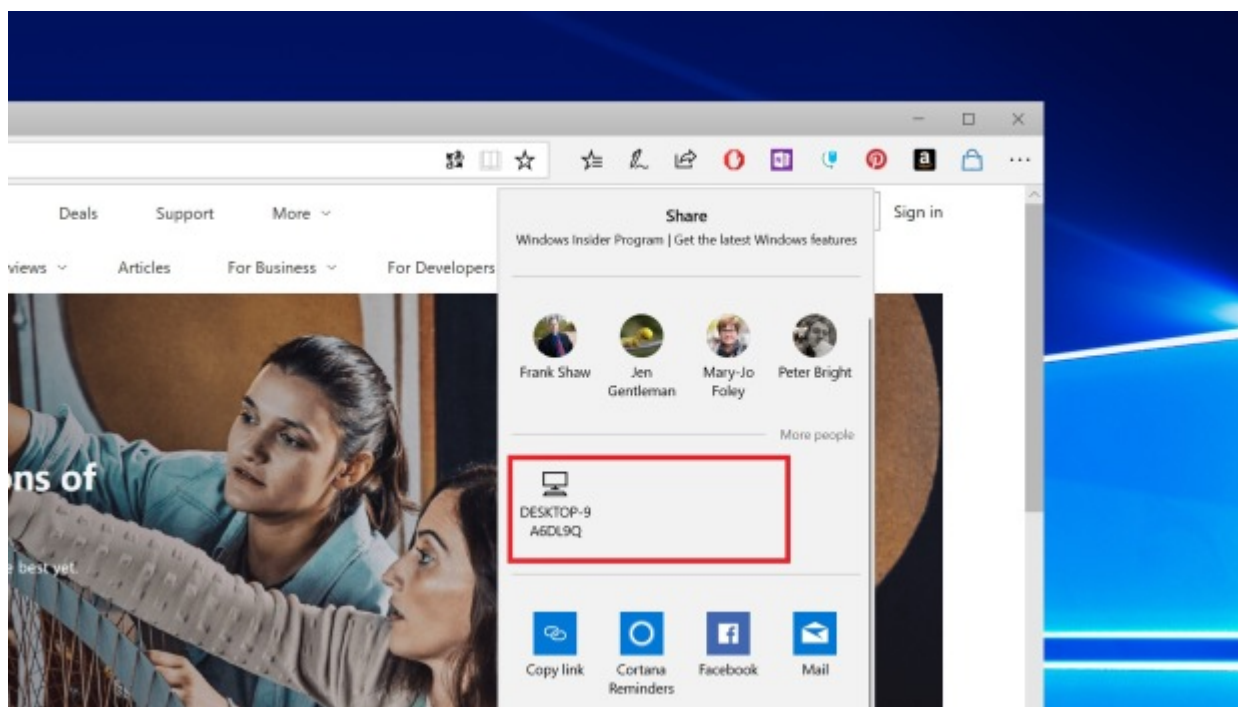 Deals Support More
Share
Sign in
Windows Insider Program | Get the latest Windows features
views Articles For Business For Developers
Frank Shaw Jen Gentleman Mary-Jo Foley Peter Bright
More people
ons of
DESKTOP-9
A6DL9Q
e best yet.
Copy link Cortana Reminders Facebook Mail